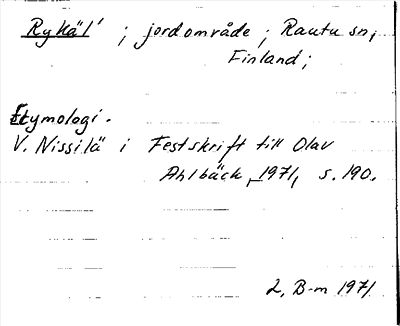 Rykäl' ; jordområde ; Rautu sn,
Finland;
Etymologi.
V. Nissilä i Festskrift till Olav
Ahlbäck, 1971, s. 190.
L. B-m 1971